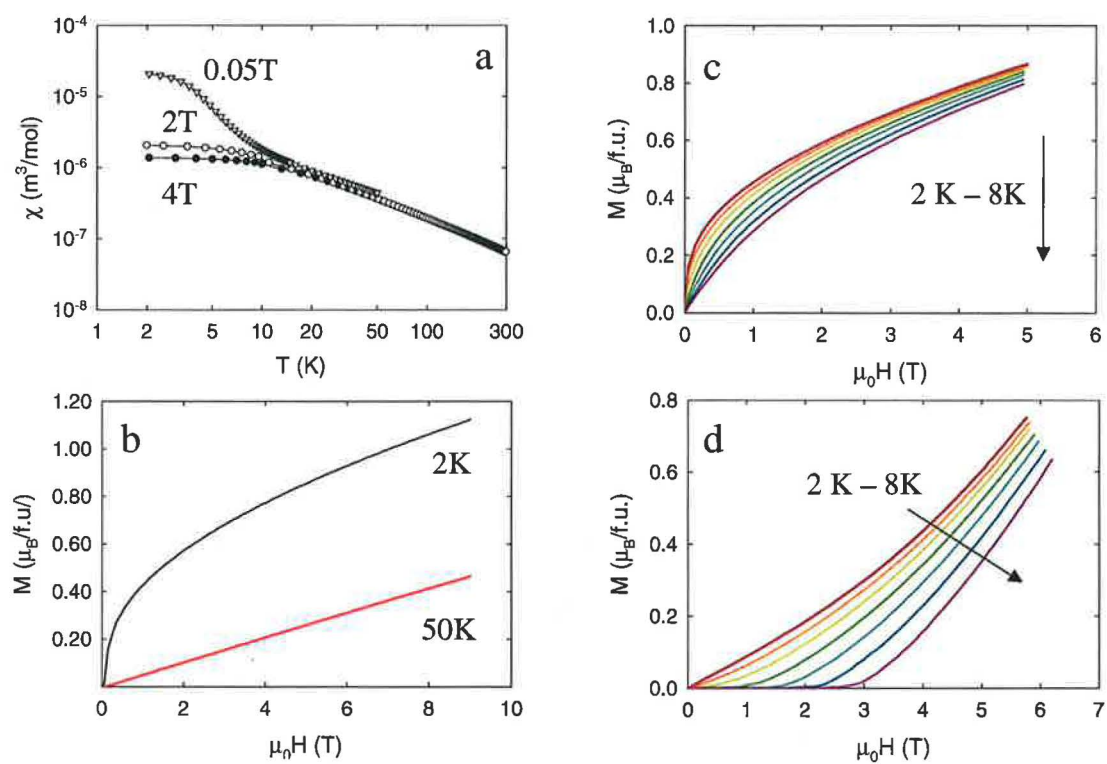 a
0.05T
2T
4T
10⁻⁴
10⁻⁵
10⁻⁶
10⁻⁷
10⁻⁸
χ (m³/mol)
1 2 5 10 20 50 100 300
T (K)
c
2 K – 8K
0.0 0.2 0.4 0.6 0.8 1.0
M (μB/f.u.)
0 1 2 3 4 5 6
μ₀H (T)
b
2K
50K
1.20
1.00
0.80
0.60
0.40
0.20
M (μB/f.u/)
0 2 4 6 8 10
μ₀H (T)
d
2 K – 8K
0.8
0.6
0.4
0.2
0.0
M (μB/f.u.)
0 1 2 3 4 5 6 7
μ₀H (T)